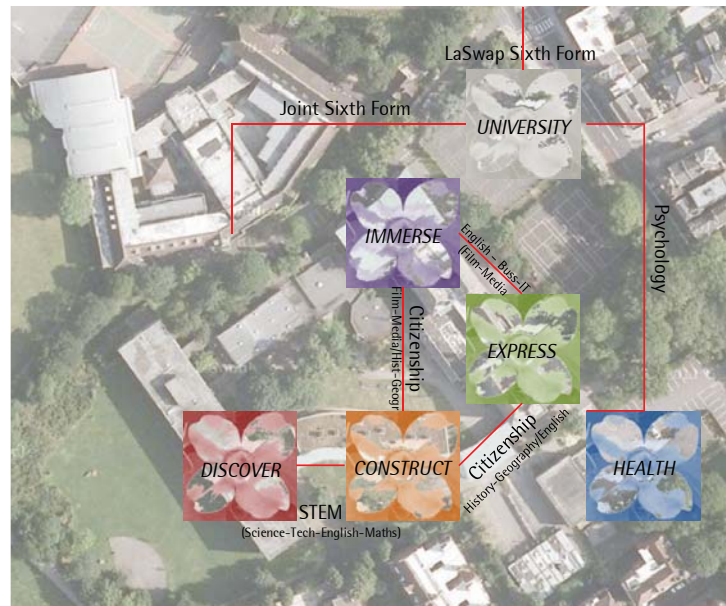 LaSwap Sixth Form
Joint Sixth Form
UNIVERSITY
IMMERSE
English - Buss-IT
(Film-Media
Psychology
Citizenship
Film-Media/Hist-Geogr
EXPRESS
Citizenship
History-Geography/English
DISCOVER
CONSTRUCT
HEALTH
STEM
(Science-Tech-English-Maths)